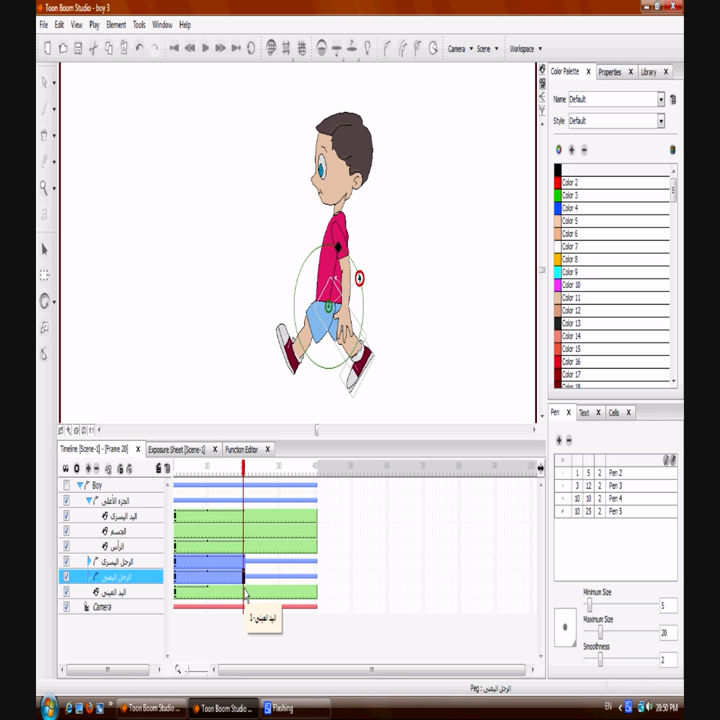 Toon Boom Studio - boy 3
File Edit View Play Element Tools Window Help
Camera Scene Workspace
Color Palette Properties Library
Name Default
Style Default
Color 2
Color 3
Color 4
Color 5
Color 6
Color 7
Color 8
Color 9
Color 10
Color 11
Color 12
Color 13
Color 14
Color 15
Color 16
Color 17
Color 18
Pen Text Cells
1 5 2 Pen 2
3 12 2 Pen 3
10 10 2 Pen 4
10 25 2 Pen 5
Minimum Size
5
Maximum Size
20
Smoothness
2
Timeline [Scene-1] - [Frame 20] Exposure Sheet [Scene-1] Function Editor
10 30 40
Boy
الجزء الأعلى
اليد اليسرى
الجسم
الرأس
الرجل اليسرى
الرجل اليمنى
اليد اليمنى
Camera
اليد اليمنى-1
Peg : الرجل اليمنى
Toon Boom Studio ... Toon Boom Studio ... Flashing
EN 20:50 PM